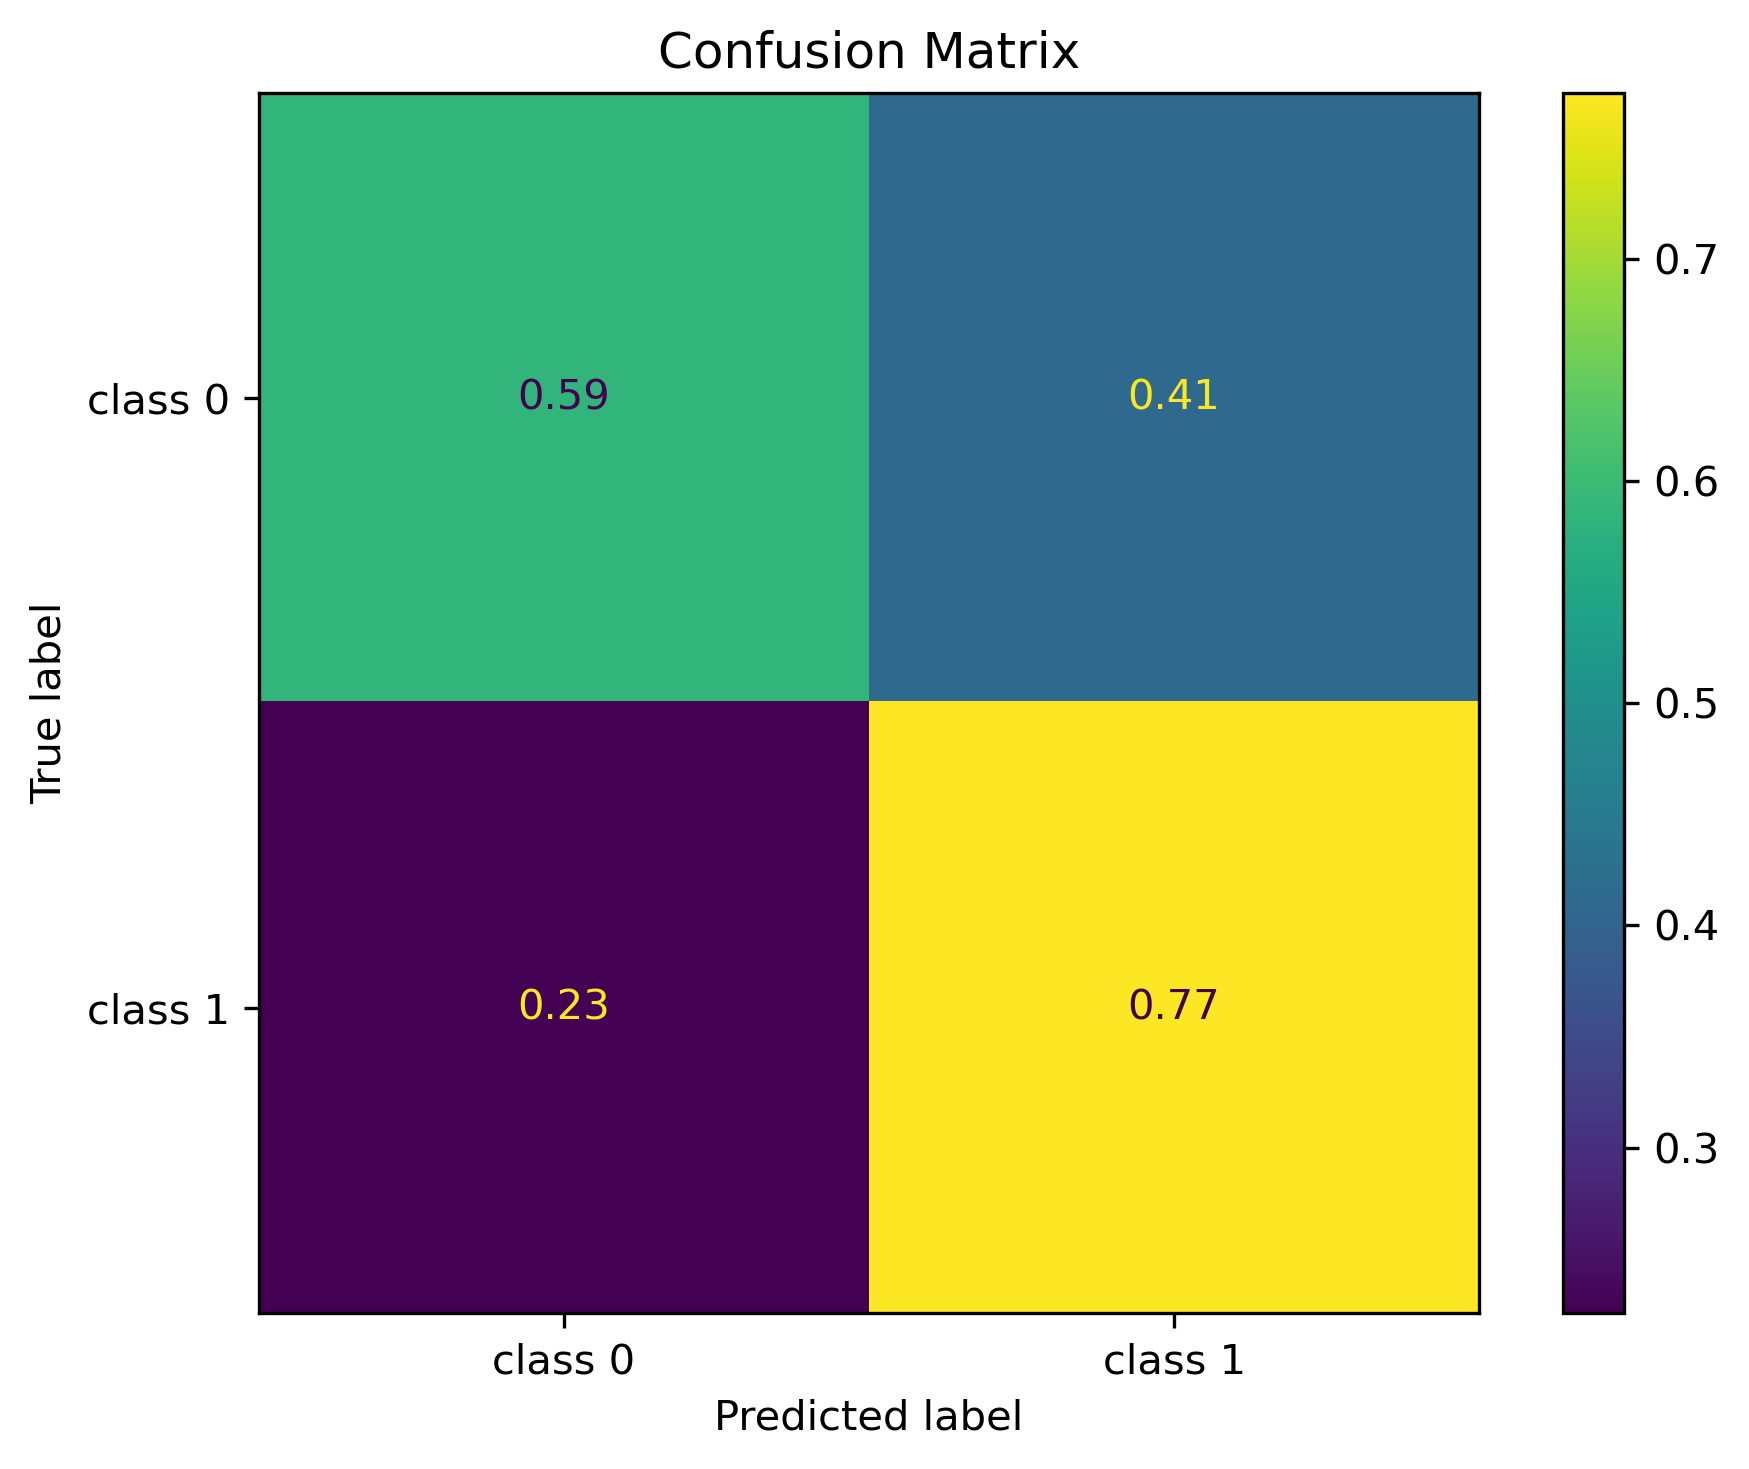 Confusion Matrix
True label
class 0
class 1
0.59
0.41
0.23
0.77
class 0
class 1
Predicted label
0.7
0.6
0.5
0.4
0.3